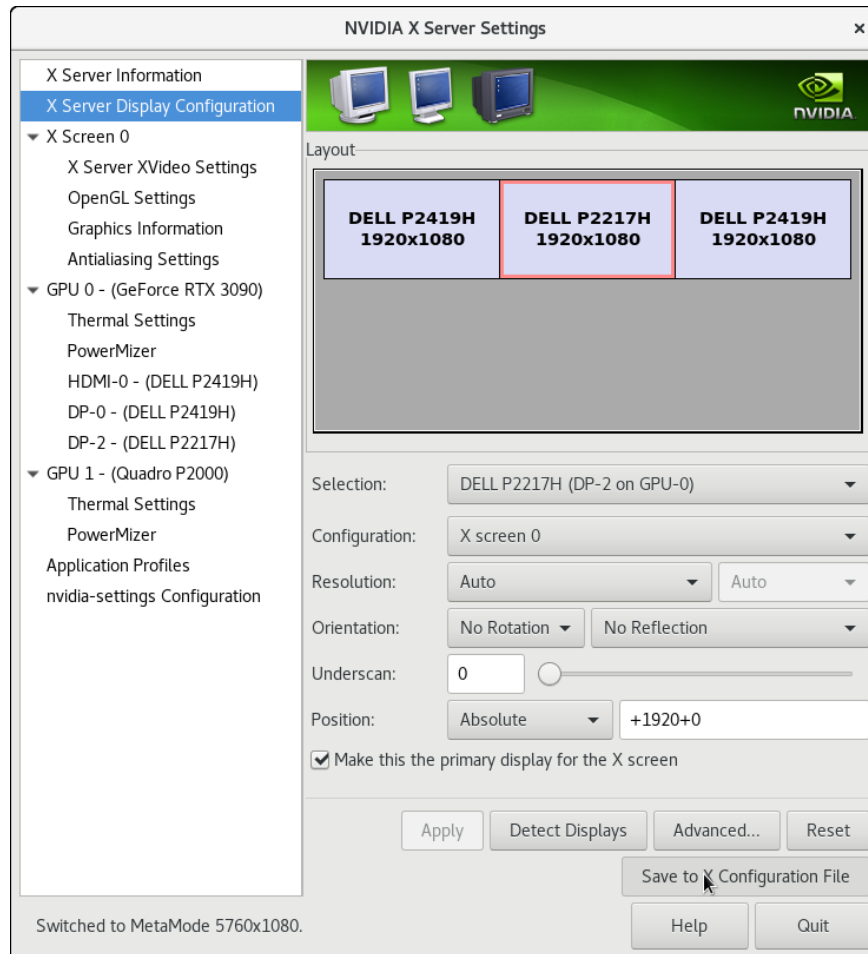 NVIDIA X Server Settings ×
X Server Information
X Server Display Configuration
X Screen 0
X Server XVideo Settings
OpenGL Settings
Graphics Information
Antialiasing Settings
GPU 0 - (GeForce RTX 3090)
Thermal Settings
PowerMizer
HDMI-0 - (DELL P2419H)
DP-0 - (DELL P2419H)
DP-2 - (DELL P2217H)
GPU 1 - (Quadro P2000)
Thermal Settings
PowerMizer
Application Profiles
nvidia-settings Configuration
NVIDIA.
Layout
DELL P2419H
1920x1080
DELL P2217H
1920x1080
DELL P2419H
1920x1080
Selection: DELL P2217H (DP-2 on GPU-0)
Configuration: X screen 0
Resolution: Auto Auto
Orientation: No Rotation No Reflection
Underscan: 0
Position: Absolute +1920+0
Make this the primary display for the X screen
Apply Detect Displays Advanced... Reset
Save to X Configuration File
Switched to MetaMode 5760x1080. Help Quit